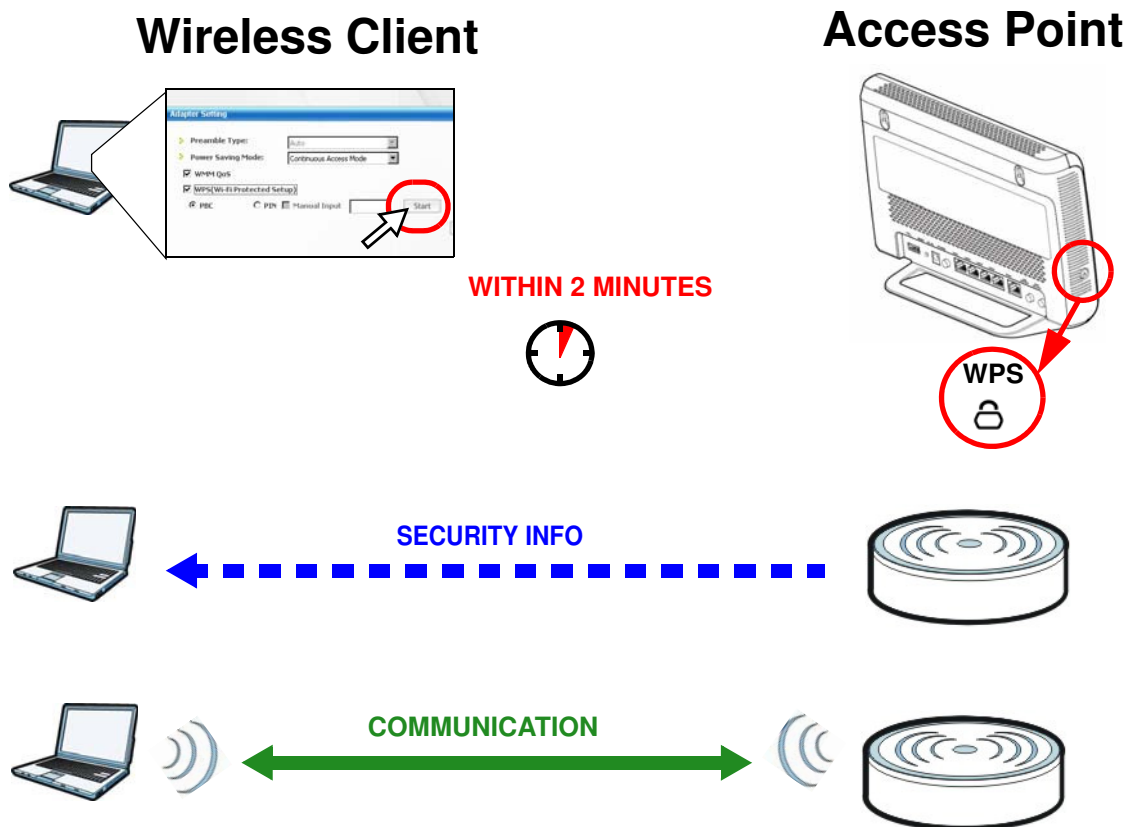 Wireless Client
Access Point
Adapter Setting
Preamble Type: Auto
Power Saving Mode: Continuous Access Mode
WMM QoS
WPS(Wi-Fi Protected Setup)
PBC PIN Manual Input Start
WITHIN 2 MINUTES
WPS
SECURITY INFO
COMMUNICATION